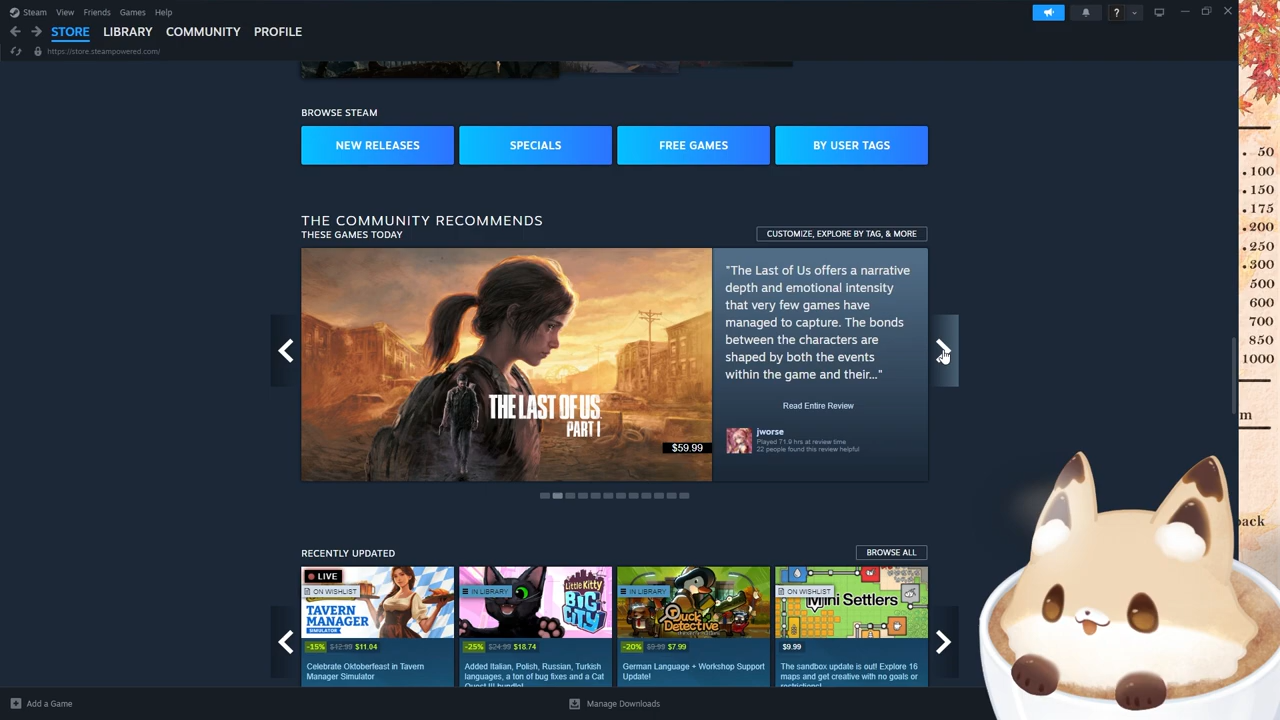 Steam View Friends Games Help
STORE LIBRARY COMMUNITY PROFILE
https://store.steampowered.com/
BROWSE STEAM
NEW RELEASES SPECIALS FREE GAMES BY USER TAGS
THE COMMUNITY RECOMMENDS
THESE GAMES TODAY
CUSTOMIZE, EXPLORE BY TAG, & MORE
THE LAST OF US
PART I
$59.99
"The Last of Us offers a narrative
depth and emotional intensity
that very few games have
managed to capture. The bonds
between the characters are
shaped by both the events
within the game and their..."
Read Entire Review
jworse
Played 71.9 hrs at review time
22 people found this review helpful
RECENTLY UPDATED
BROWSE ALL
LIVE
ON WISHLIST
TAVERN
MANAGER
SIMULATOR
-15% $12.99 $11.04
Celebrate Oktoberfest in Tavern
Manager Simulator
IN LIBRARY
Little Kitty
BIG
CITY
-25% $24.99 $18.74
Added Italian, Polish, Russian, Turkish
languages, a ton of bug fixes and a Cat
Quest III bundle!
IN LIBRARY
Duck
Detective
-20% $9.99 $7.99
German Language + Workshop Support
Update!
ON WISHLIST
Mini Settlers
$9.99
The sandbox update is out! Explore 16
maps and get creative with no goals or
restrictions!
Add a Game
Manage Downloads
. 50
. 100
. 150
. 175
. 200
. 250
. 300
500
600
700
850
1000
m
pack